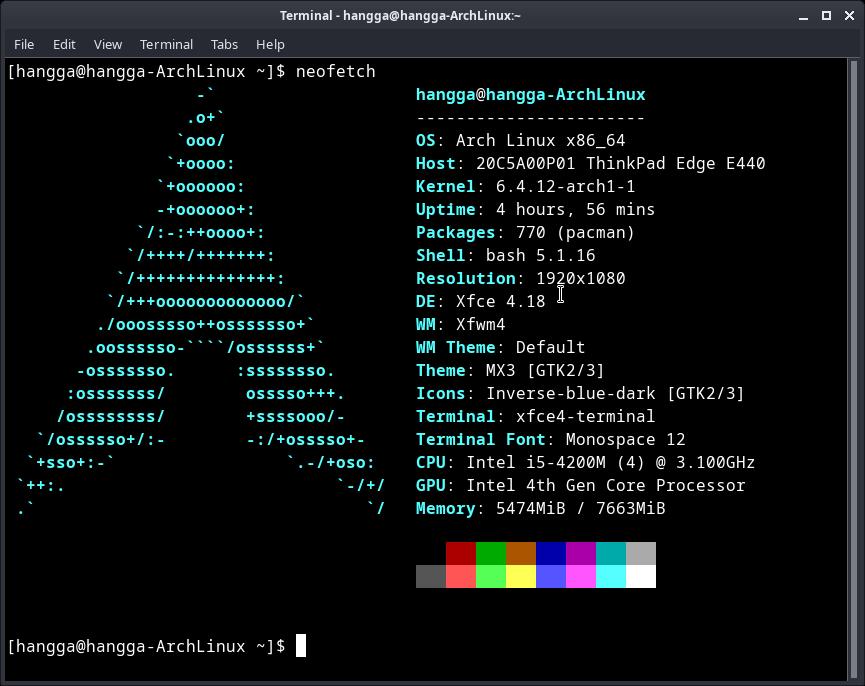 Terminal - hangga@hangga-ArchLinux:~
File Edit View Terminal Tabs Help
[hangga@hangga-ArchLinux ~]$ neofetch
-`
.o+`
`ooo/
`+oooo:
`+oooooo:
-+oooooo+:
`/:-:++oooo+:
`/++++/+++++++:
`/++++++++++++++:
`/+++ooooooooooooo/`
./ooosssso++osssssso+`
.oossssso-````/ossssss+`
-osssssso.      :ssssssso.
:osssssss/        osssso+++.
/ossssssss/        +ssssooo/-
`/ossssso+/:-        -:/+osssso+-
`+sso+:-`                 `.-/+oso:
`++:.                           `-/+/
.`                                 `/
hangga@hangga-ArchLinux
-----------------------
OS: Arch Linux x86_64
Host: 20C5A00P01 ThinkPad Edge E440
Kernel: 6.4.12-arch1-1
Uptime: 4 hours, 56 mins
Packages: 770 (pacman)
Shell: bash 5.1.16
Resolution: 1920x1080
DE: Xfce 4.18
WM: Xfwm4
WM Theme: Default
Theme: MX3 [GTK2/3]
Icons: Inverse-blue-dark [GTK2/3]
Terminal: xfce4-terminal
Terminal Font: Monospace 12
CPU: Intel i5-4200M (4) @ 3.100GHz
GPU: Intel 4th Gen Core Processor
Memory: 5474MiB / 7663MiB
[hangga@hangga-ArchLinux ~]$